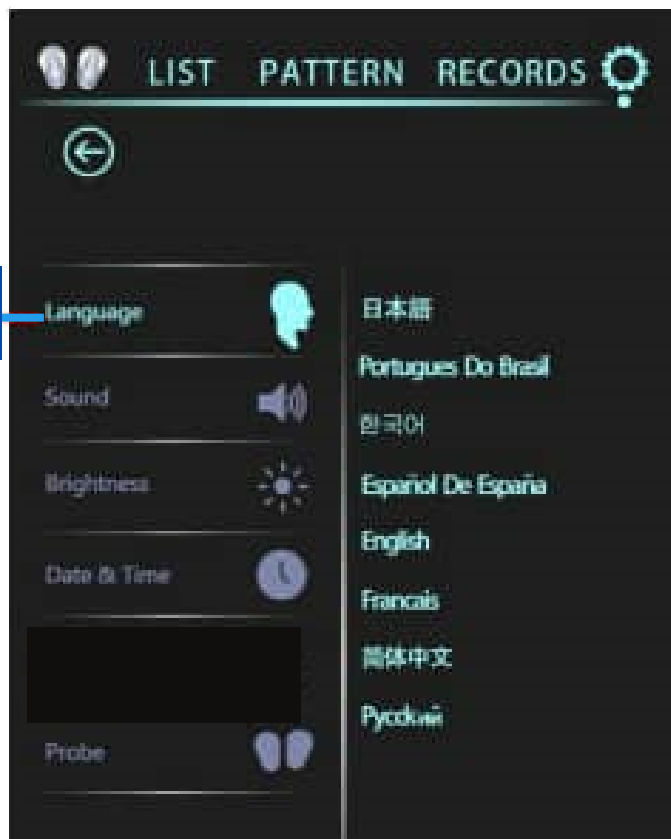 LIST PATTERN RECORDS
Language
Sound
Brightness
Date & Time
Probe
日本語
Portugues Do Brasil
한국어
Español De España
English
Francais
简体中文
Русский